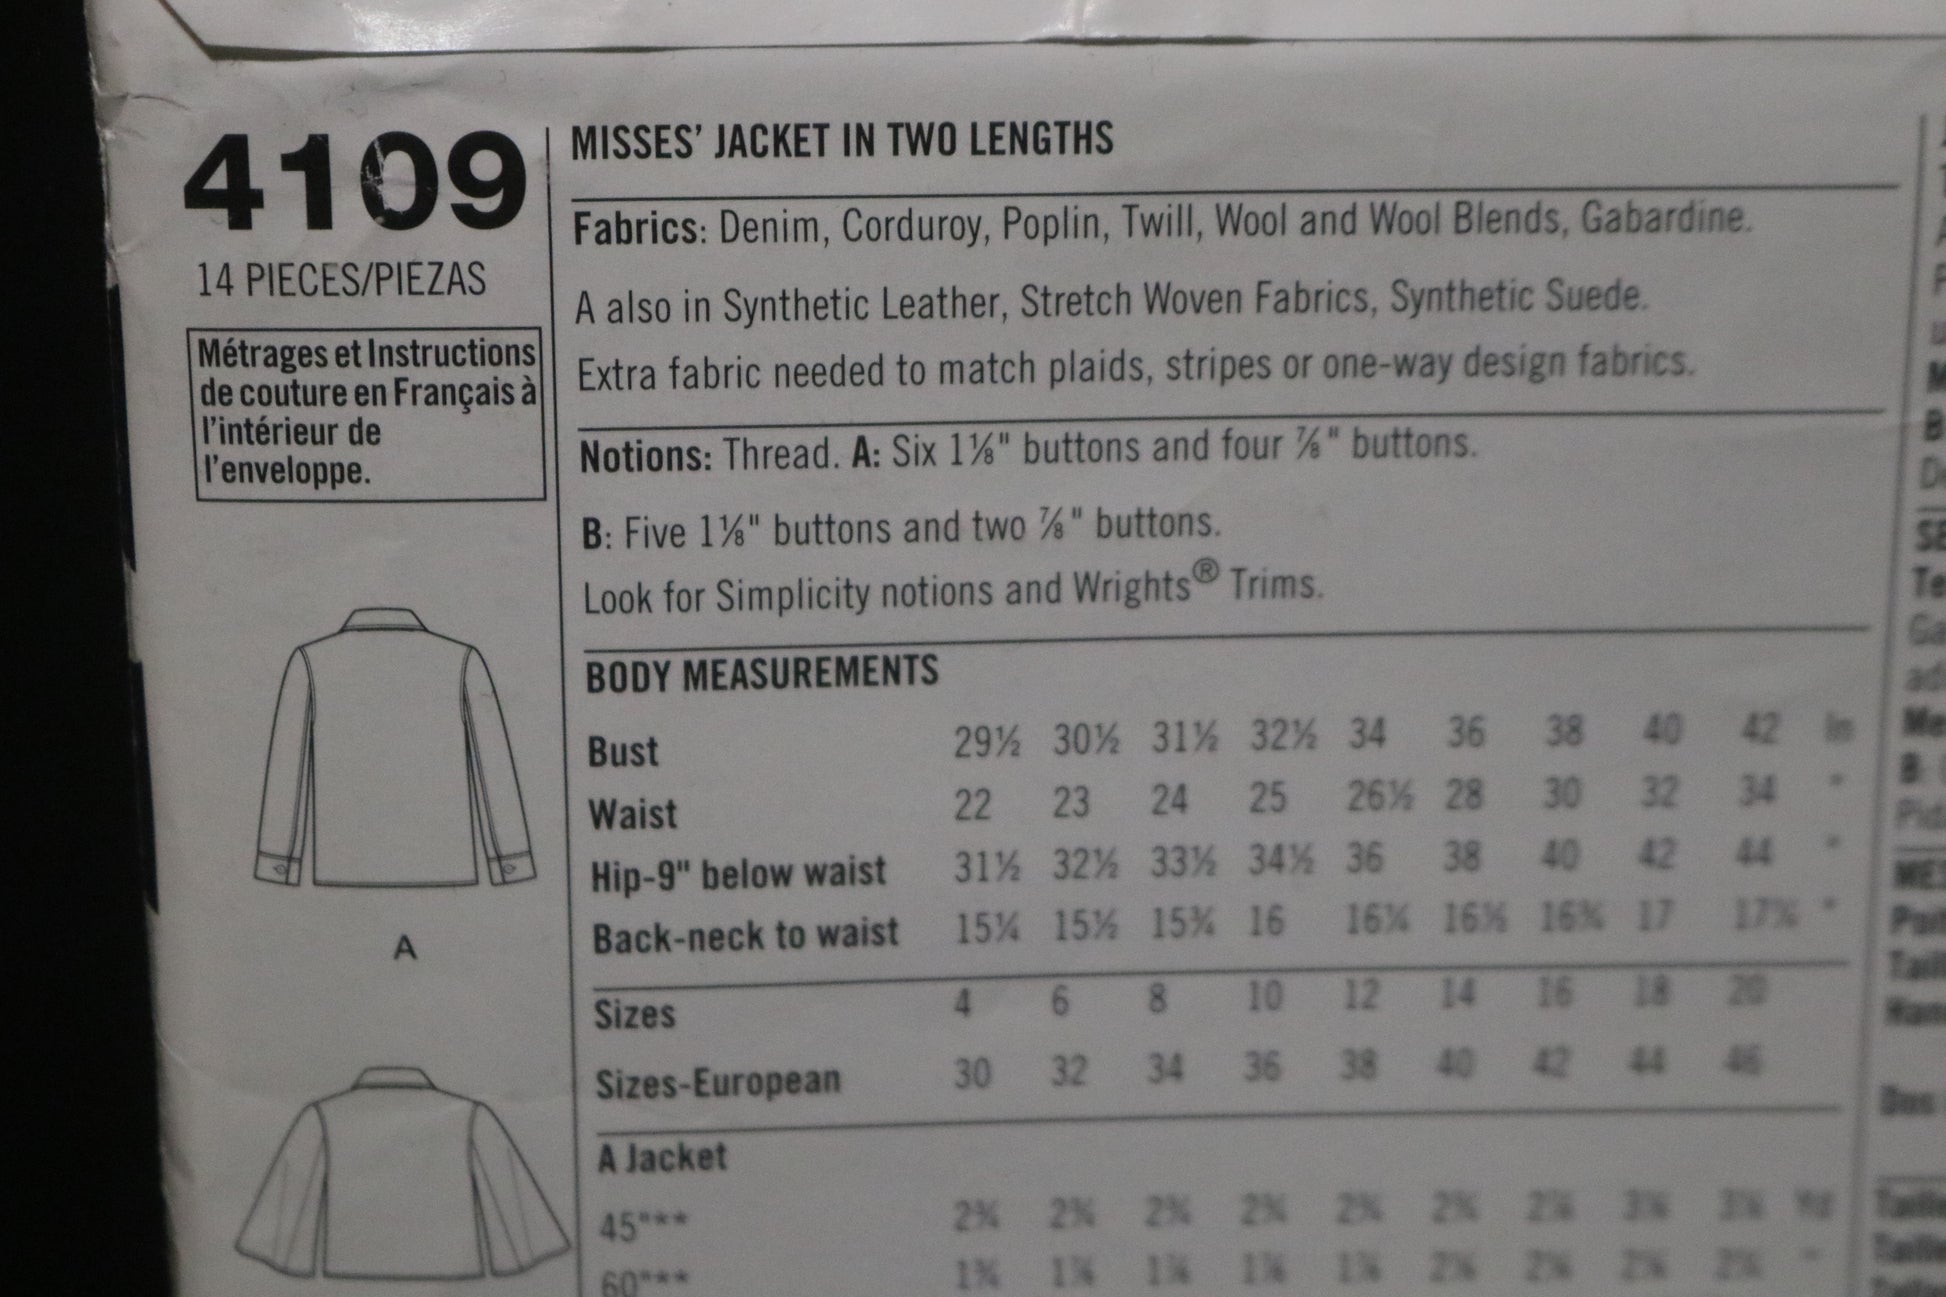 4109
14 PIECES/PIEZAS
Métrages et Instructions
de couture en Français à
l'intérieur de
l'enveloppe.
A
MISSES' JACKET IN TWO LENGTHS
Fabrics: Denim, Corduroy, Poplin, Twill, Wool and Wool Blends, Gabardine.
A also in Synthetic Leather, Stretch Woven Fabrics, Synthetic Suede.
Extra fabric needed to match plaids, stripes or one-way design fabrics.
Notions: Thread. A: Six 1⅛" buttons and four ⅞" buttons.
B: Five 1⅛" buttons and two ⅞" buttons.
Look for Simplicity notions and Wrights® Trims.
BODY MEASUREMENTS
Bust 29½ 30½ 31½ 32½ 34 36 38 40 42 In
Waist 22 23 24 25 26½ 28 30 32 34 "
Hip-9" below waist 31½ 32½ 33½ 34½ 36 38 40 42 44 "
Back-neck to waist 15¼ 15½ 15¾ 16 16¼ 16½ 16¾ 17 17¼ "
Sizes 4 6 8 10 12 14 16 18 20
Sizes-European 30 32 34 36 38 40 42 44 46
A Jacket
45"**
60"***